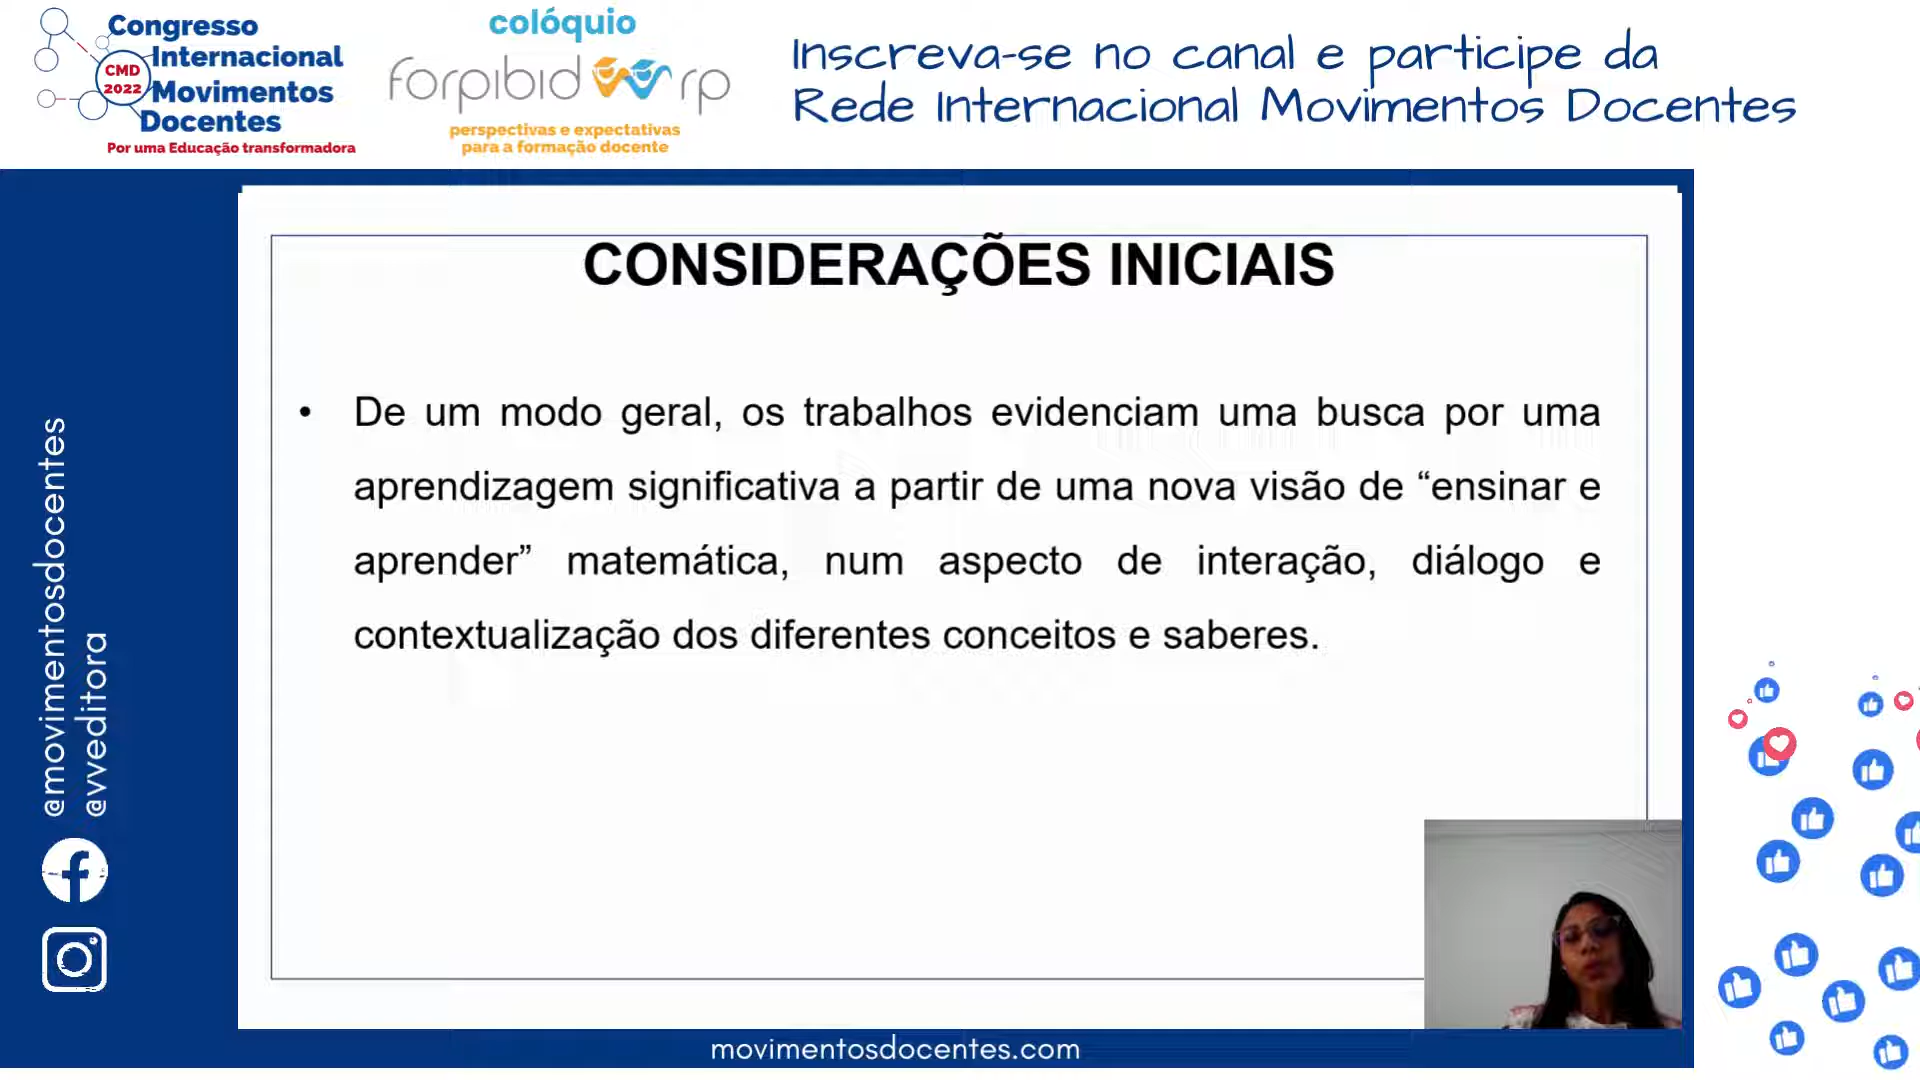 Congresso
Internacional
CMD
2022
Movimentos
Docentes
Por uma Educação transformadora
colóquio
forpibid rp
perspectivas e expectativas
para a formação docente
Inscreva-se no canal e participe da
Rede Internacional Movimentos Docentes
CONSIDERAÇÕES INICIAIS
• De um modo geral, os trabalhos evidenciam uma busca por uma
aprendizagem significativa a partir de uma nova visão de “ensinar e
aprender” matemática, num aspecto de interação, diálogo e
contextualização dos diferentes conceitos e saberes.
@movimentosdocentes
@vveditora
movimentosdocentes.com